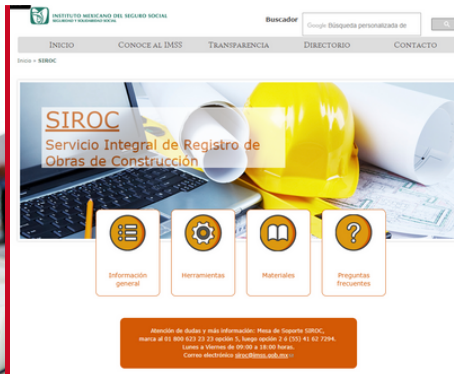 INSTITUTO MEXICANO DEL SEGURO SOCIAL
SEGURIDAD Y SOLIDARIDAD SOCIAL
Buscador
Google Búsqueda personalizada de
INICIO CONOCE AL IMSS TRANSPARENCIA DIRECTORIO CONTACTO
Inicio » SIROC
SIROC
Servicio Integral de Registro de
Obras de Construcción
Información
general
Herramientas
Materiales
Preguntas
frecuentes
Atención de dudas y más información: Mesa de Soporte SIROC,
marca al 01 800 623 23 23 opción 5, luego opción 2 ó (55) 41 62 7294.
Lunes a Viernes de 09:00 a 18:00 horas.
Correo electrónico siroc@imss.gob.mx